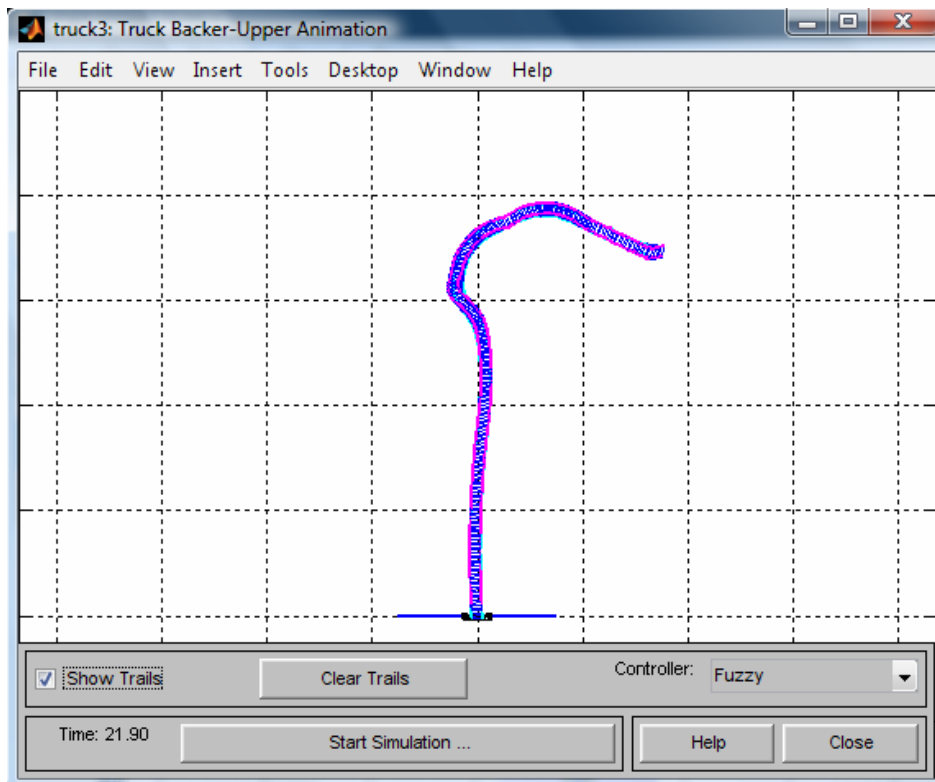 truck3: Truck Backer-Upper Animation
File Edit View Insert Tools Desktop Window Help
Show Trails Clear Trails Controller: Fuzzy
Time: 21.90 Start Simulation ... Help Close